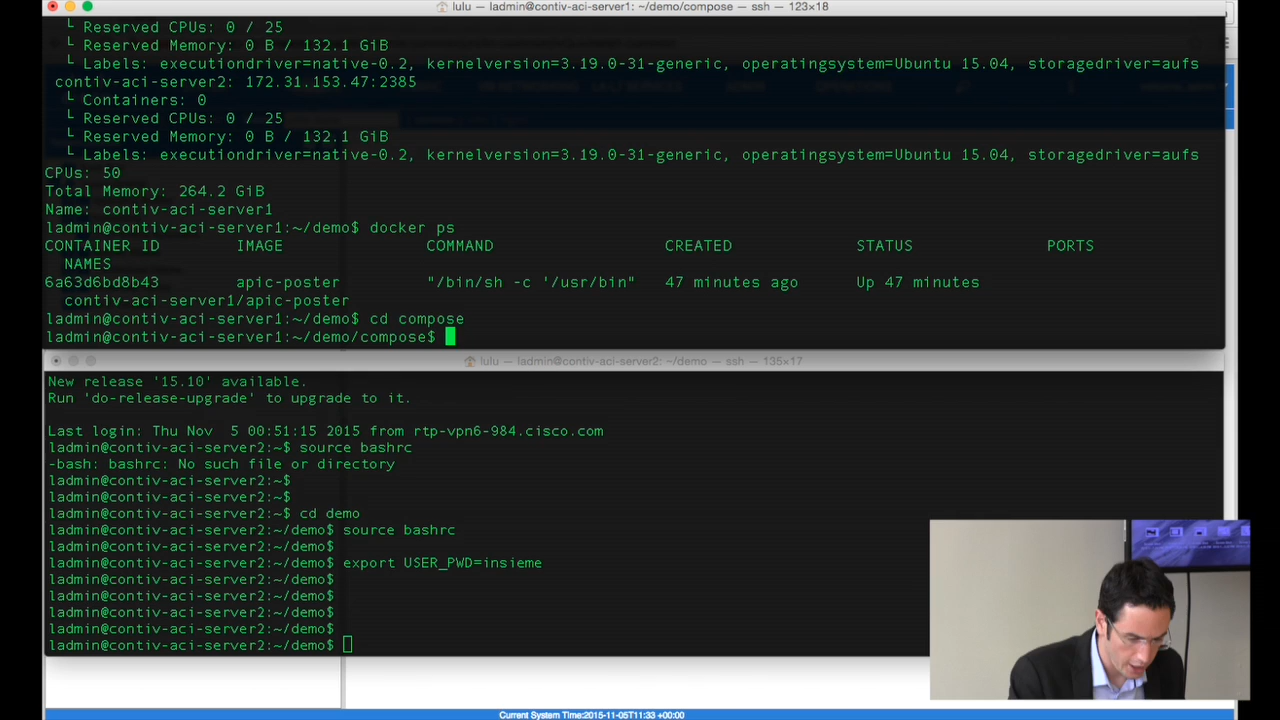 lulu — ladmin@contiv-aci-server1: ~/demo/compose — ssh — 123×18
└ Reserved CPUs: 0 / 25
└ Reserved Memory: 0 B / 132.1 GiB
└ Labels: executiondriver=native-0.2, kernelversion=3.19.0-31-generic, operatingsystem=Ubuntu 15.04, storagedriver=aufs
contiv-aci-server2: 172.31.153.47:2385
└ Containers: 0
└ Reserved CPUs: 0 / 25
└ Reserved Memory: 0 B / 132.1 GiB
└ Labels: executiondriver=native-0.2, kernelversion=3.19.0-31-generic, operatingsystem=Ubuntu 15.04, storagedriver=aufs
CPUs: 50
Total Memory: 264.2 GiB
Name: contiv-aci-server1
ladmin@contiv-aci-server1:~/demo$ docker ps
CONTAINER ID IMAGE COMMAND CREATED STATUS PORTS
NAMES
6a63d6bd8b43 apic-poster "/bin/sh -c '/usr/bin" 47 minutes ago Up 47 minutes
contiv-aci-server1/apic-poster
ladmin@contiv-aci-server1:~/demo$ cd compose
ladmin@contiv-aci-server1:~/demo/compose$
lulu — ladmin@contiv-aci-server2: ~/demo — ssh — 135×17
New release '15.10' available.
Run 'do-release-upgrade' to upgrade to it.
Last login: Thu Nov  5 00:51:15 2015 from rtp-vpn6-984.cisco.com
ladmin@contiv-aci-server2:~$ source bashrc
-bash: bashrc: No such file or directory
ladmin@contiv-aci-server2:~$
ladmin@contiv-aci-server2:~$
ladmin@contiv-aci-server2:~$ cd demo
ladmin@contiv-aci-server2:~/demo$ source bashrc
ladmin@contiv-aci-server2:~/demo$
ladmin@contiv-aci-server2:~/demo$ export USER_PWD=insieme
ladmin@contiv-aci-server2:~/demo$
ladmin@contiv-aci-server2:~/demo$
ladmin@contiv-aci-server2:~/demo$
ladmin@contiv-aci-server2:~/demo$
ladmin@contiv-aci-server2:~/demo$
Current System Time:2015-11-05T11:33 +00:00